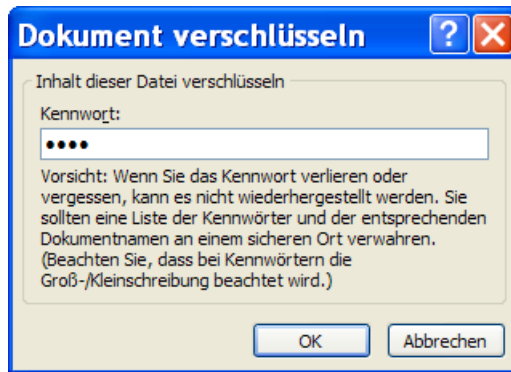 Dokument verschlüsseln
Inhalt dieser Datei verschlüsseln
Kennwort:
••••
Vorsicht: Wenn Sie das Kennwort verlieren oder
vergessen, kann es nicht wiederhergestellt werden. Sie
sollten eine Liste der Kennwörter und der entsprechenden
Dokumentnamen an einem sicheren Ort verwahren.
(Beachten Sie, dass bei Kennwörtern die
Groß-/Kleinschreibung beachtet wird.)
OK Abbrechen